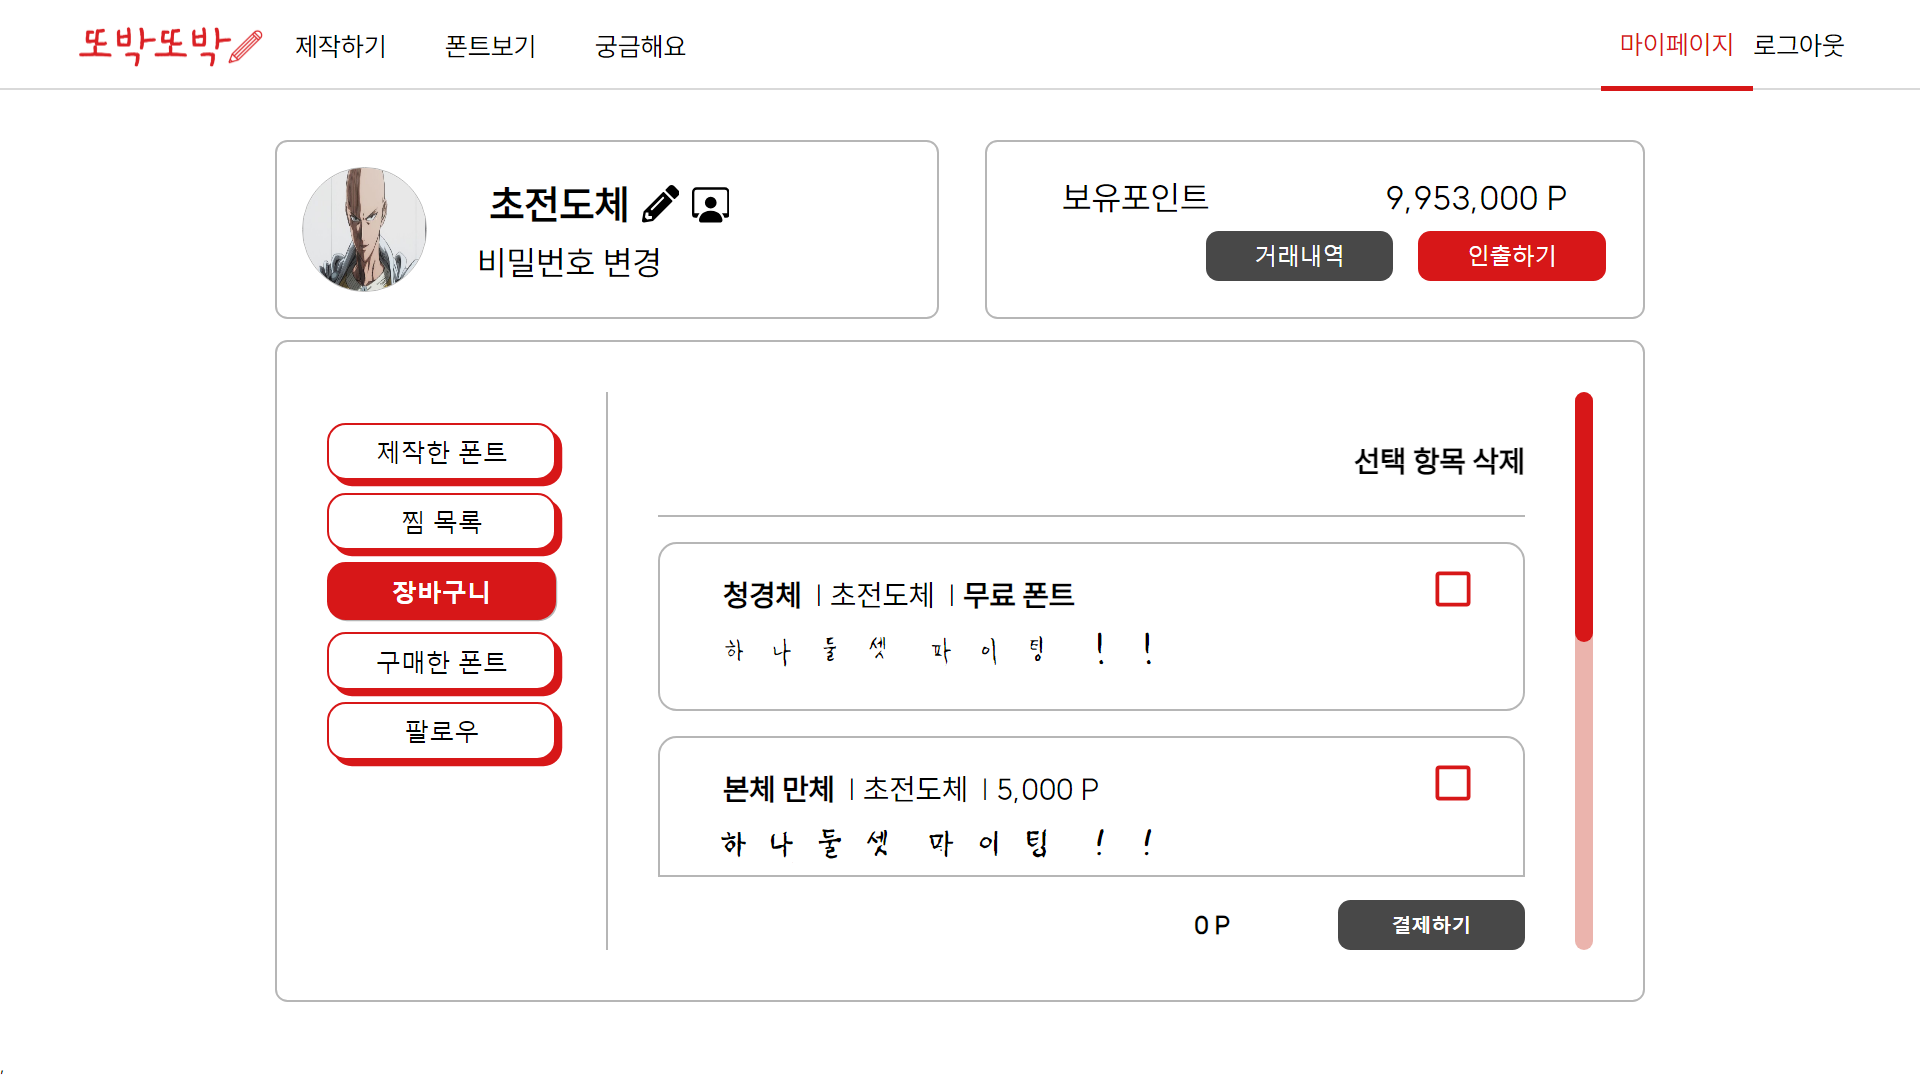 또박또박 제작하기 폰트보기 궁금해요 마이페이지 로그아웃
초전도체
비밀번호 변경
보유포인트 9,953,000 P
거래내역 인출하기
제작한 폰트
찜 목록
장바구니
구매한 폰트
팔로우
선택 항목 삭제
청경체 | 초전도체 | 무료 폰트
하 나 둘 셋 파 이 팅 ! !
본체 만체 | 초전도체 | 5,000 P
하 나 둘 셋 파 이 팅 ! !
0 P 결제하기